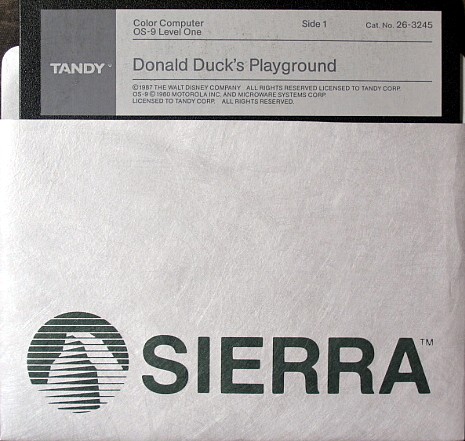 Color Computer Side 1 Cat. No. 26-3245
OS-9 Level One
TANDY™ Donald Duck's Playground
©1987 THE WALT DISNEY COMPANY ALL RIGHTS RESERVED LICENSED TO TANDY CORP.
OS-9 © 1980 MOTOROLA INC. AND MICROWARE SYSTEMS CORP.
LICENSED TO TANDY CORP. ALL RIGHTS RESERVED.
SIERRA™